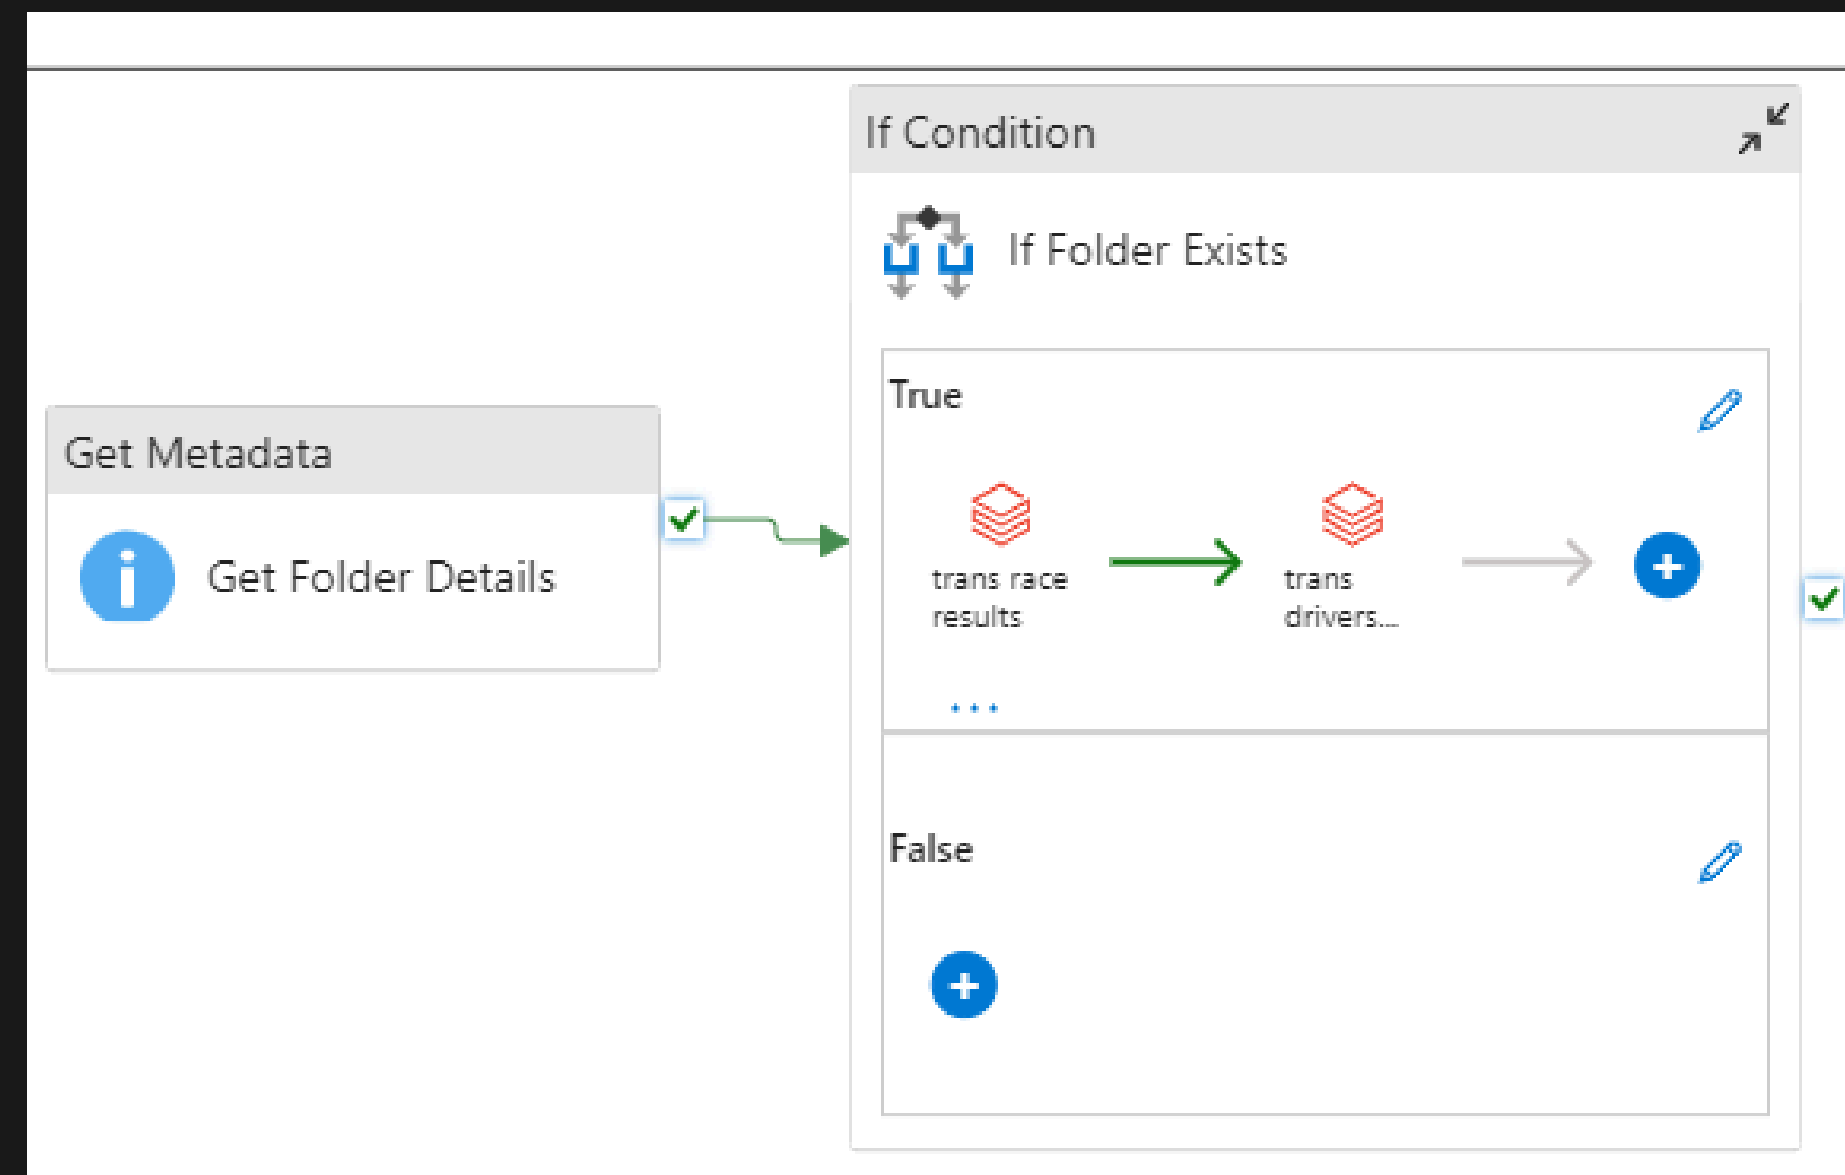 If Condition
If Folder Exists
True
trans race
results
trans
drivers...
False
Get Metadata
Get Folder Details